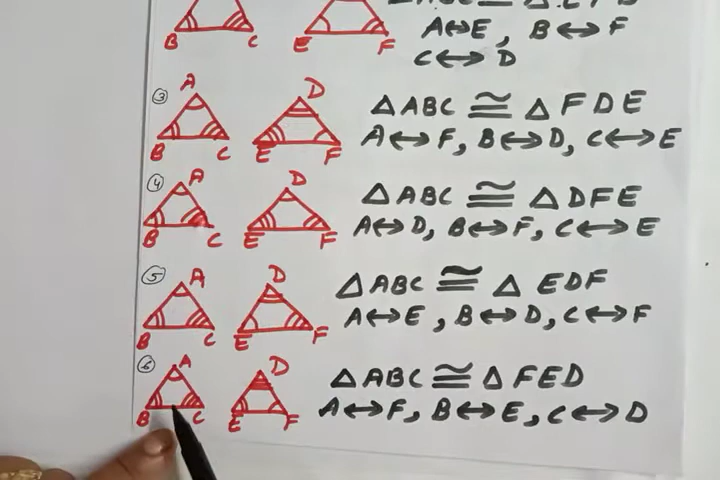 A↔E, B↔F
B C E F
C↔D
③ A D △ABC ≅ △FDE
B C E F A↔F, B↔D, C↔E
④ A D △ABC ≅ △DFE
B C E F A↔D, B↔F, C↔E
⑤ A D △ABC ≅ △EDF
B C E F A↔E, B↔D, C↔F
⑥ A D △ABC ≅ △FED
B C E F A↔F, B↔E, C↔D